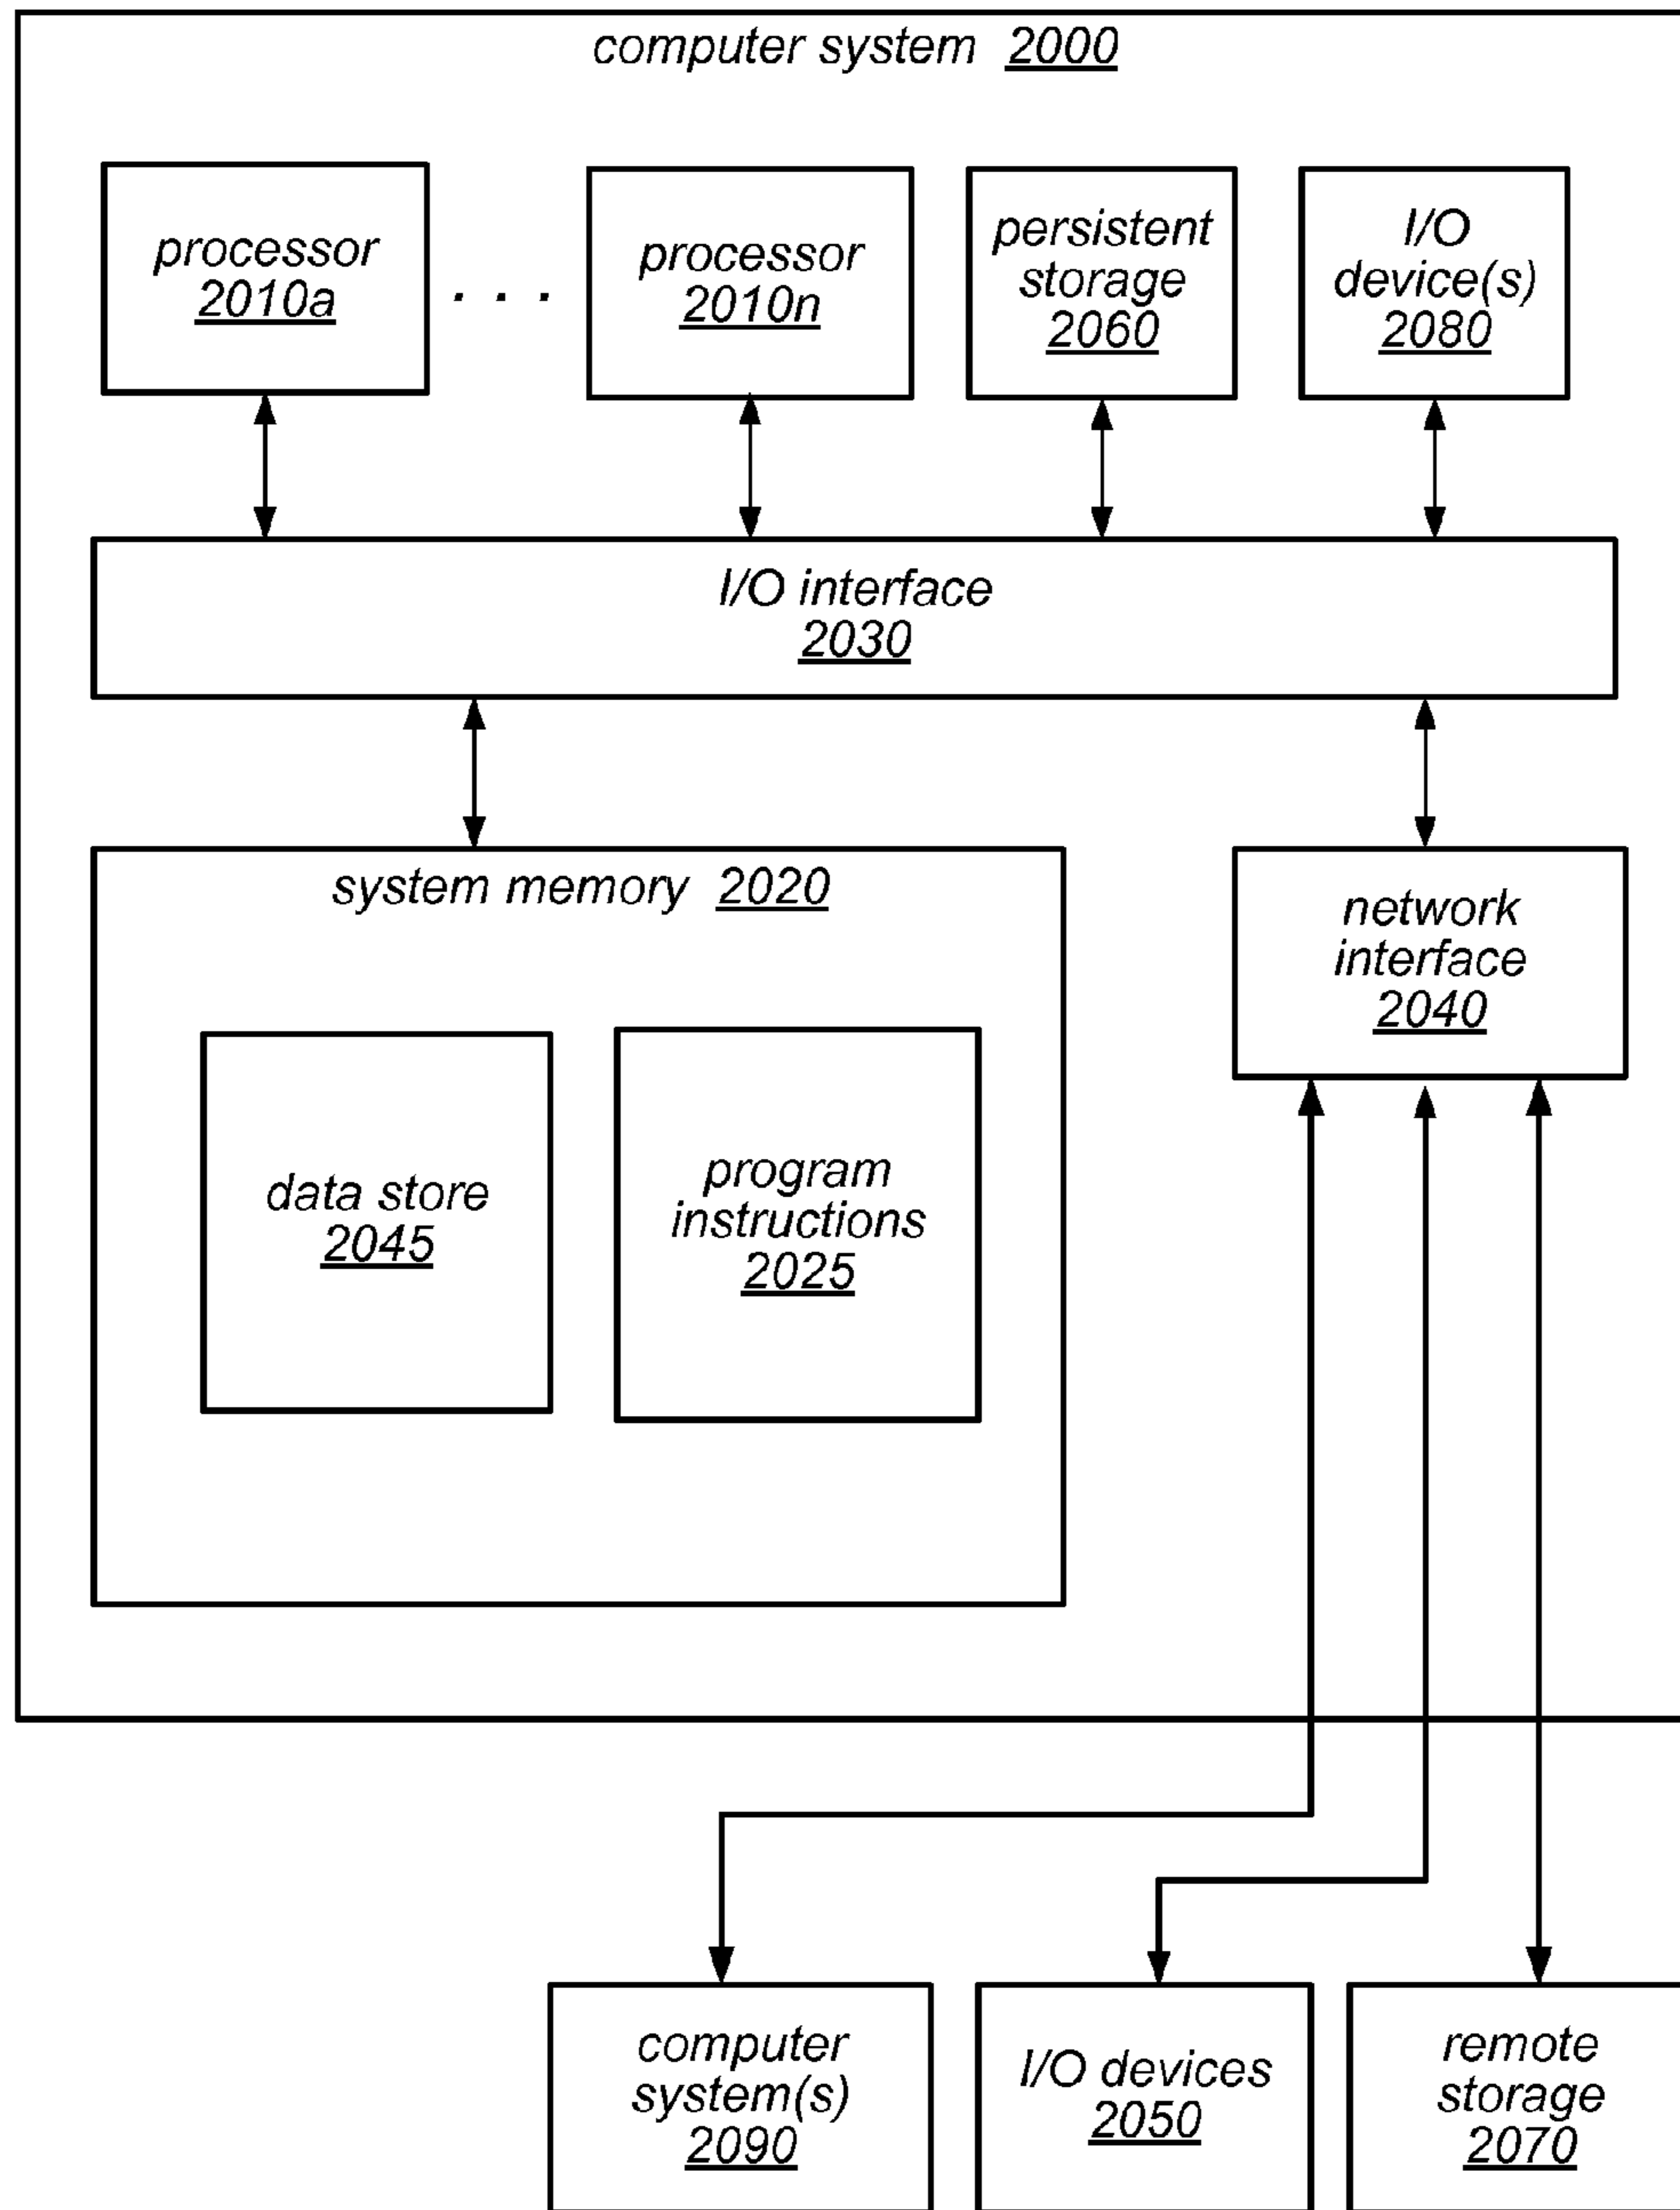 computer system 2000
processor
2010a
. . .
processor
2010n
persistent
storage
2060
I/O
device(s)
2080
I/O interface
2030
system memory 2020
network
interface
2040
data store
2045
program
instructions
2025
computer
system(s)
2090
I/O devices
2050
remote
storage
2070